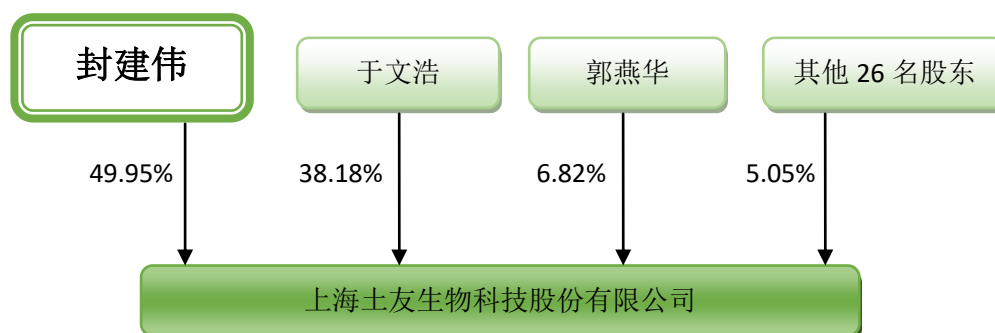 封建伟
于文浩
郭燕华
其他 26 名股东
49.95%
38.18%
6.82%
5.05%
上海土友生物科技股份有限公司